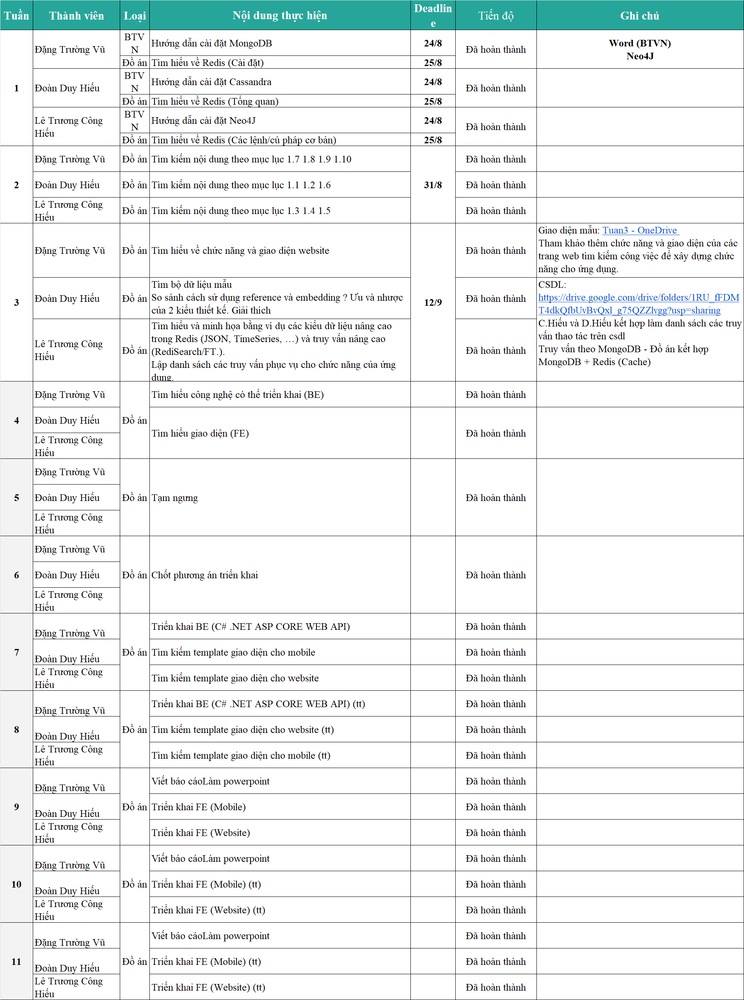 Tuần Thành viên Loại Nội dung thực hiện Deadlin Tiến độ Ghi chú
e
1
Đặng Trường Vũ
BTV
N
Hướng dẫn cài đặt MongoDB
24/8
Đã hoàn thành
Word (BTVN)
Neo4J
Đồ án Tìm hiểu về Redis (Cài đặt) 25/8
Đoàn Duy Hiếu
BTV
N
Hướng dẫn cài đặt Cassandra
24/8
Đã hoàn thành
Đồ án Tìm hiểu về Redis (Tổng quan) 25/8
Lê Trương Công
Hiếu
BTV
N
Hướng dẫn cài đặt Neo4J
24/8
Đã hoàn thành
Đồ án Tìm hiểu về Redis (Các lệnh/cú pháp cơ bản) 25/8
2
Đặng Trường Vũ Đồ án Tìm kiếm nội dung theo mục lục 1.7 1.8 1.9 1.10 Đã hoàn thành
Đoàn Duy Hiếu Đồ án Tìm kiếm nội dung theo mục lục 1.1 1.2 1.6 31/8 Đã hoàn thành
Lê Trương Công
Hiếu
Đồ án Tìm kiếm nội dung theo mục lục 1.3 1.4 1.5 Đã hoàn thành
3
Đặng Trường Vũ Đồ án Tìm hiểu về chức năng và giao diện website
12/9
Đã hoàn thành
Giao diện mẫu: Tuan3 - OneDrive
Tham khảo thêm chức năng và giao diện của các
trang web tìm kiếm công việc để xây dựng chức
năng cho ứng dụng.
Đoàn Duy Hiếu Đồ án
Tìm bộ dữ liệu mẫu
So sánh cách sử dụng reference và embedding ? Ưu và nhược
của 2 kiểu thiết kế. Giải thích
Đã hoàn thành
CSDL:
https://drive.google.com/drive/folders/1RU_fFDM
T4dkQfbUvBvQxl_g75QZZlvgg?usp=sharing
C.Hiếu và D.Hiếu kết hợp làm danh sách các truy
vấn thao tác trên csdl
Truy vấn theo MongoDB - Đồ án kết hợp
MongoDB + Redis (Cache)
Lê Trương Công
Hiếu
Đồ án
Tìm hiểu và minh họa bằng ví dụ các kiểu dữ liệu nâng cao
trong Redis (JSON, TimeSeries, …) và truy vấn nâng cao
(RediSearch/FT.).
Lập danh sách các truy vấn phục vụ cho chức năng của ứng
dụng.
Đã hoàn thành
4
Đặng Trường Vũ
Đồ án
Tìm hiểu công nghệ có thể triển khai (BE) Đã hoàn thành
Đoàn Duy Hiếu
Lê Trương Công
Hiếu
Tìm hiểu giao diện (FE) Đã hoàn thành
5
Đặng Trường Vũ
Đoàn Duy Hiếu
Lê Trương Công
Hiếu
Đồ án Tạm ngưng Đã hoàn thành
6
Đặng Trường Vũ
Đoàn Duy Hiếu
Lê Trương Công
Hiếu
Đồ án Chốt phương án triển khai Đã hoàn thành
7
Đặng Trường Vũ
Đồ án
Triển khai BE (C# .NET ASP CORE WEB API) Đã hoàn thành
Đoàn Duy Hiếu
Tìm kiếm template giao diện cho mobile Đã hoàn thành
Lê Trương Công
Hiếu
Tìm kiếm template giao diện cho website Đã hoàn thành
8
Đặng Trường Vũ
Đồ án
Triển khai BE (C# .NET ASP CORE WEB API) (tt) Đã hoàn thành
Đoàn Duy Hiếu
Tìm kiếm template giao diện cho website (tt) Đã hoàn thành
Lê Trương Công
Hiếu
Tìm kiếm template giao diện cho mobile (tt) Đã hoàn thành
9
Đặng Trường Vũ
Đồ án
Viết báo cáoLàm powerpoint Đã hoàn thành
Đoàn Duy Hiếu
Triển khai FE (Mobile) Đã hoàn thành
Lê Trương Công
Hiếu
Triển khai FE (Website) Đã hoàn thành
10
Đặng Trường Vũ
Đồ án
Viết báo cáoLàm powerpoint Đã hoàn thành
Đoàn Duy Hiếu
Triển khai FE (Mobile) (tt) Đã hoàn thành
Lê Trương Công
Hiếu
Triển khai FE (Website) (tt) Đã hoàn thành
11
Đặng Trường Vũ
Đồ án
Viết báo cáoLàm powerpoint Đã hoàn thành
Đoàn Duy Hiếu
Triển khai FE (Mobile) (tt) Đã hoàn thành
Lê Trương Công
Hiếu
Triển khai FE (Website) (tt) Đã hoàn thành